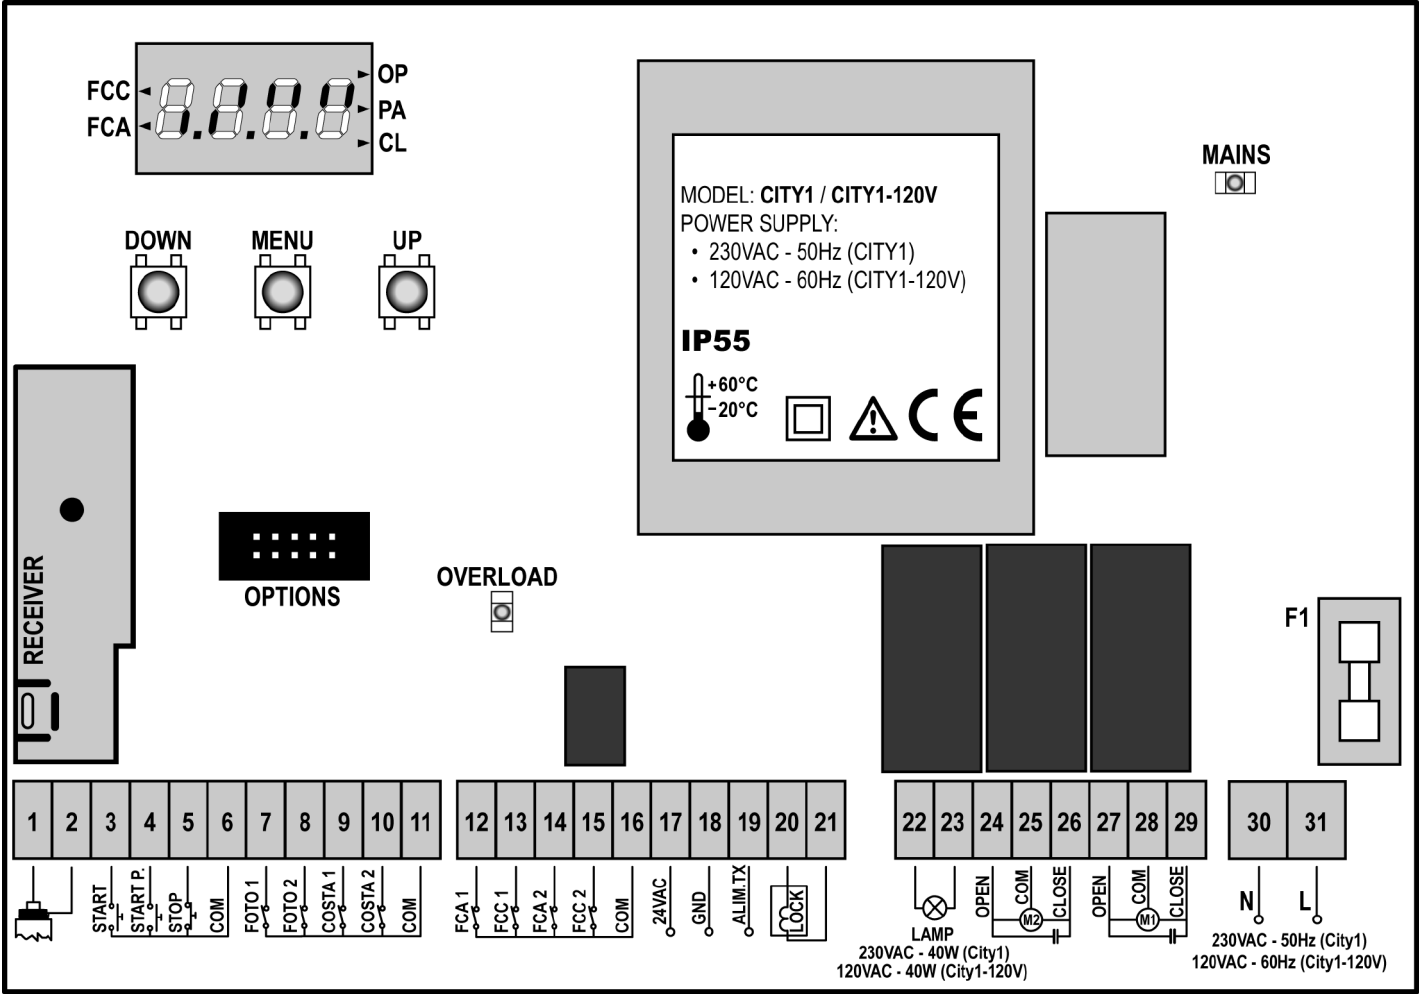 OP
FCC
PA
FCA
CL
DOWN MENU UP
MODEL: CITY1 / CITY1-120V
POWER SUPPLY:
• 230VAC - 50Hz (CITY1)
• 120VAC - 60Hz (CITY1-120V)
IP55
+60°C
-20°C
CE
MAINS
RECEIVER
OPTIONS
OVERLOAD
F1
1 2 3 4 5 6 7 8 9 10 11
12 13 14 15 16 17 18 19 20 21
22 23 24 25 26 27 28 29
30 31
START
START P.
STOP
COM
FOTO 1
FOTO 2
COSTA 1
COSTA 2
COM
FCA 1
FCC 1
FCA 2
FCC 2
COM
24VAC
GND
ALIM.TX
LOCK
OPEN
COM
CLOSE
M2
OPEN
COM
CLOSE
M1
N L
LAMP
230VAC - 40W (City1)
120VAC - 40W (City1-120V)
230VAC - 50Hz (City1)
120VAC - 60Hz (City1-120V)